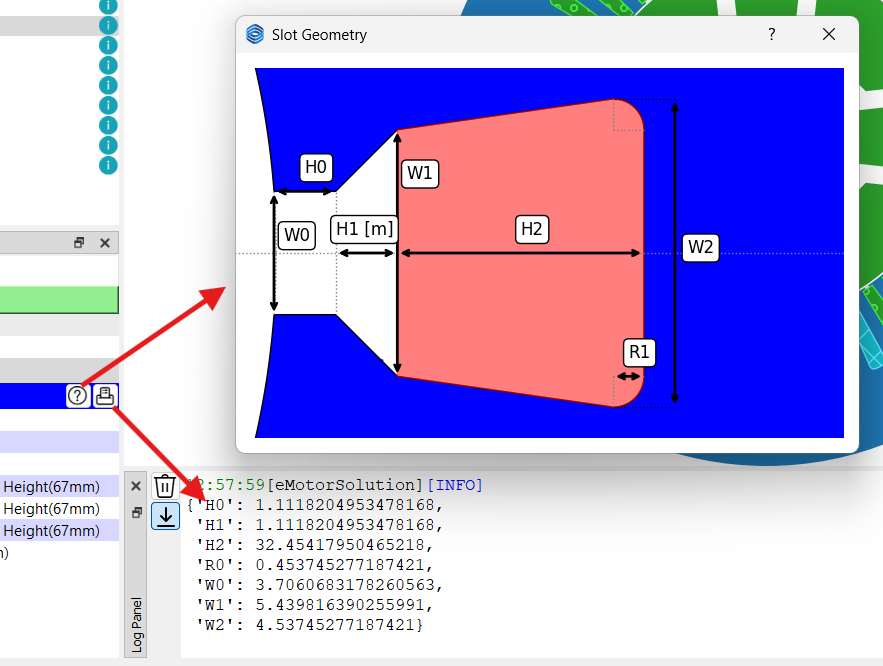 Slot Geometry
?
H0
W1
W0
H1 [m]
H2
W2
R1
?
Height(67mm)
Height(67mm)
Height(67mm)
Log Panel
2:57:59[eMotorSolution][INFO]
{'H0': 1.1118204953478168,
'H1': 1.1118204953478168,
'H2': 32.45417950465218,
'R0': 0.453745277187421,
'W0': 3.7060683178260563,
'W1': 5.439816390255991,
'W2': 4.53745277187421}